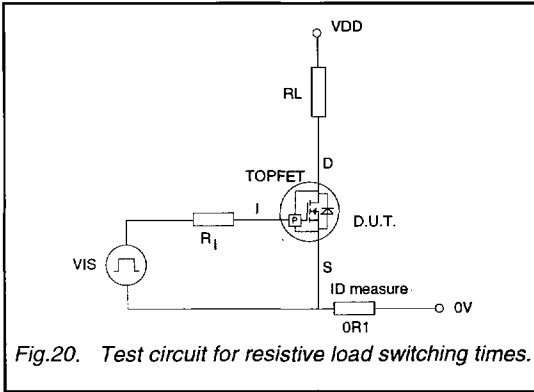 VDD
RL
D
TOPFET
I
P
D.U.T.
RI
VIS
S
ID measure
0V
0R1
Fig.20. Test circuit for resistive load switching times.